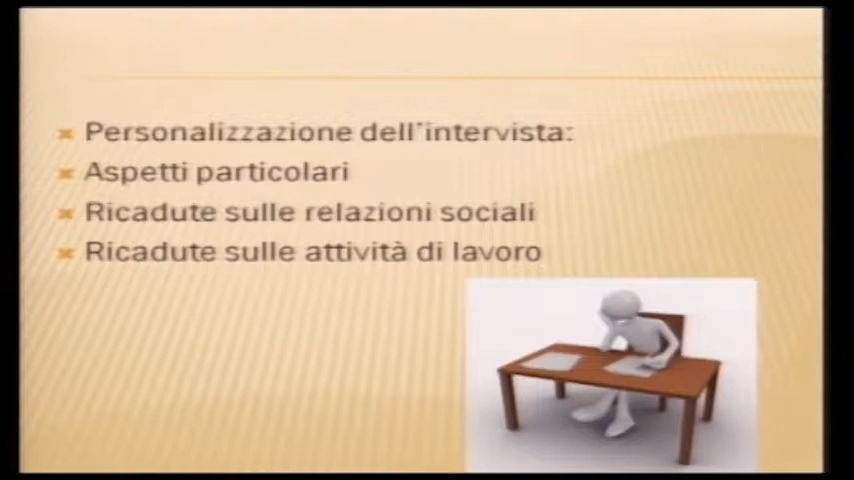 Personalizzazione dell'intervista:
Aspetti particolari
Ricadute sulle relazioni sociali
Ricadute sulle attività di lavoro